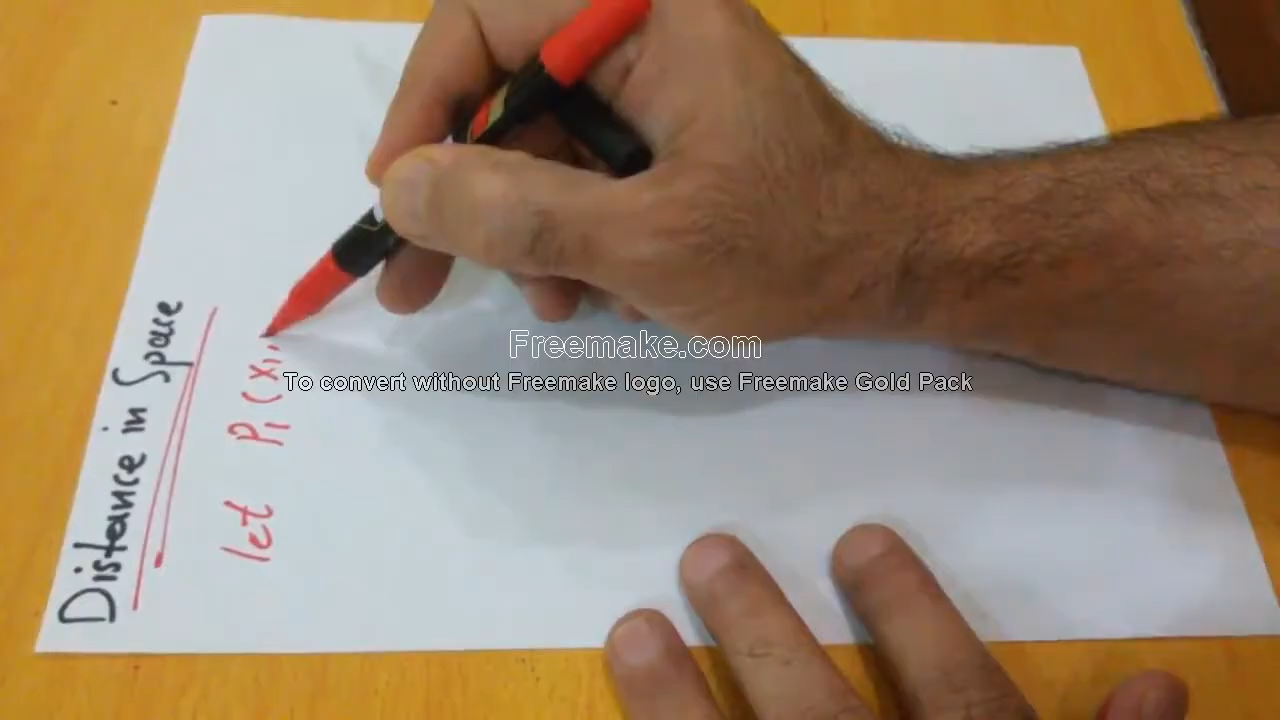 Distance in Space
let P₁(x₁,
Freemake.com
To convert without Freemake logo, use Freemake Gold Pack